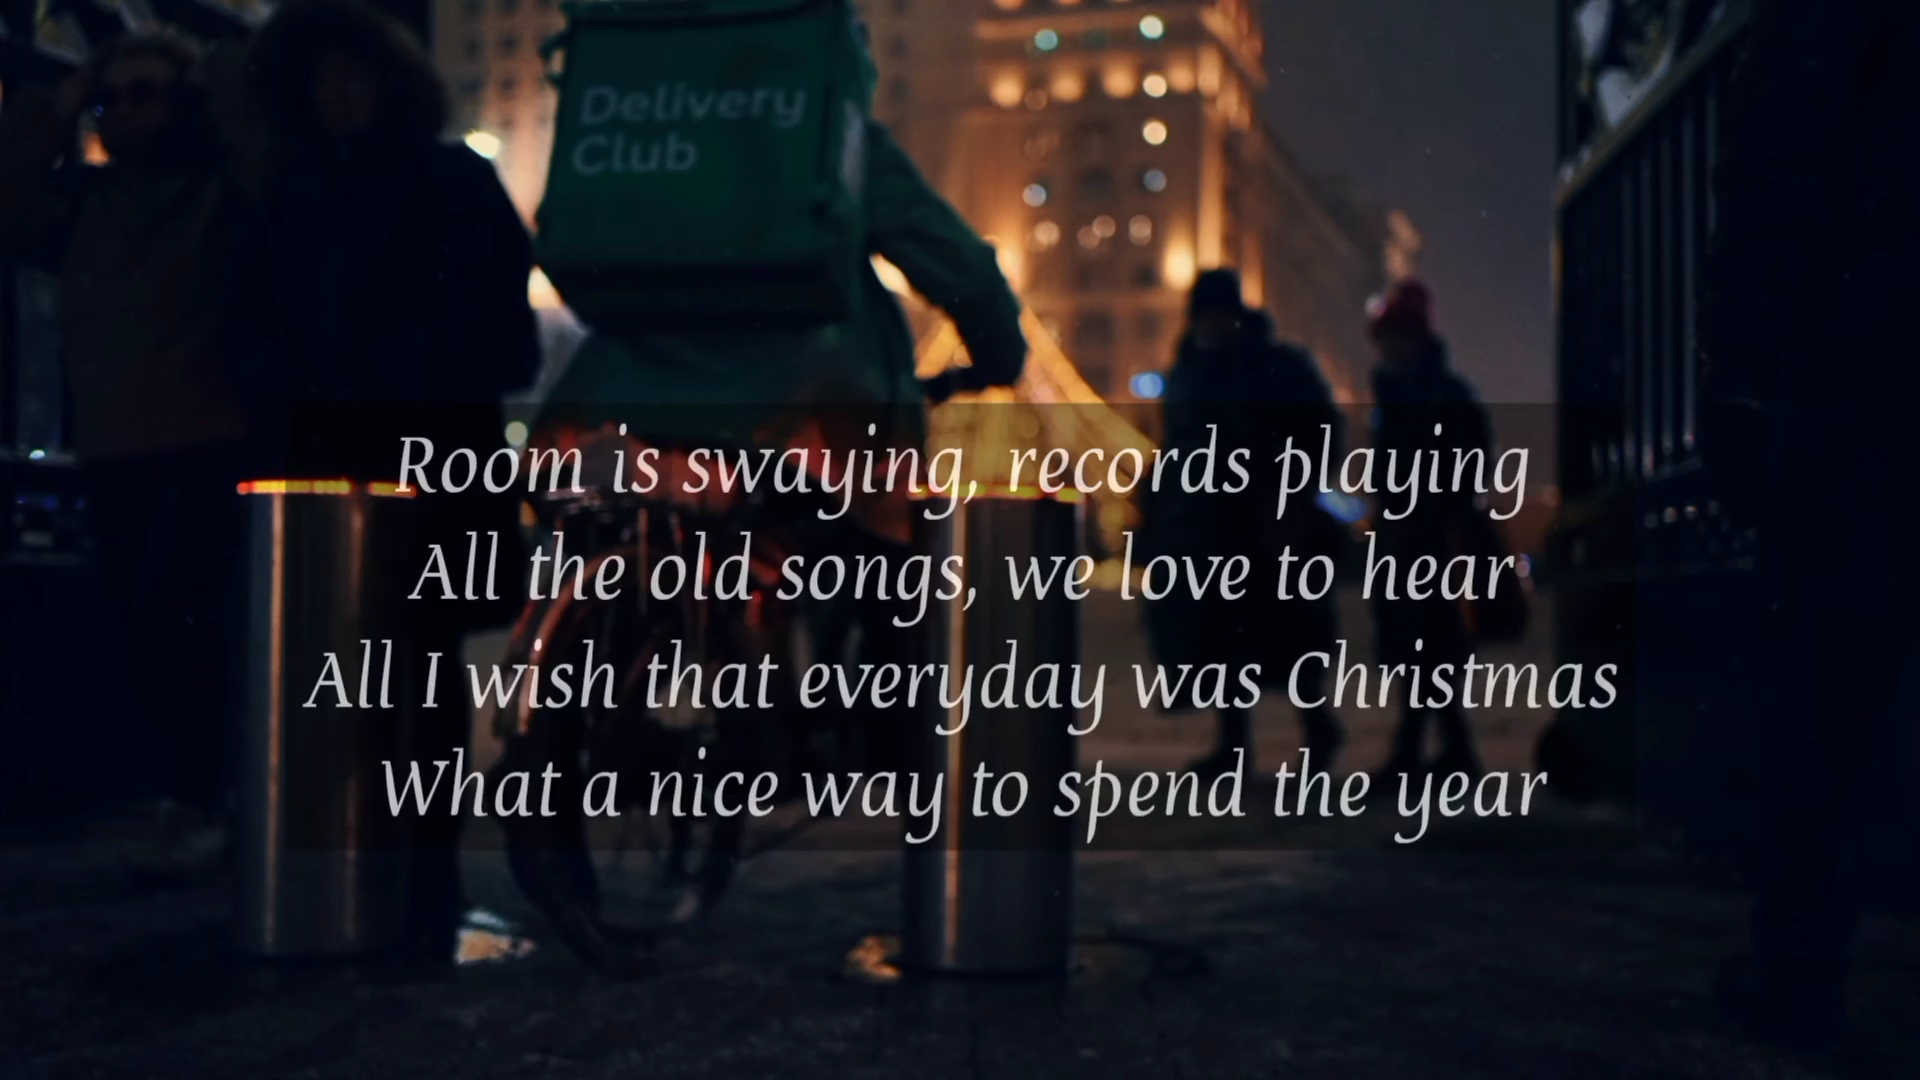 Delivery
Club
Room is swaying, records playing
All the old songs, we love to hear
All I wish that everyday was Christmas
What a nice way to spend the year